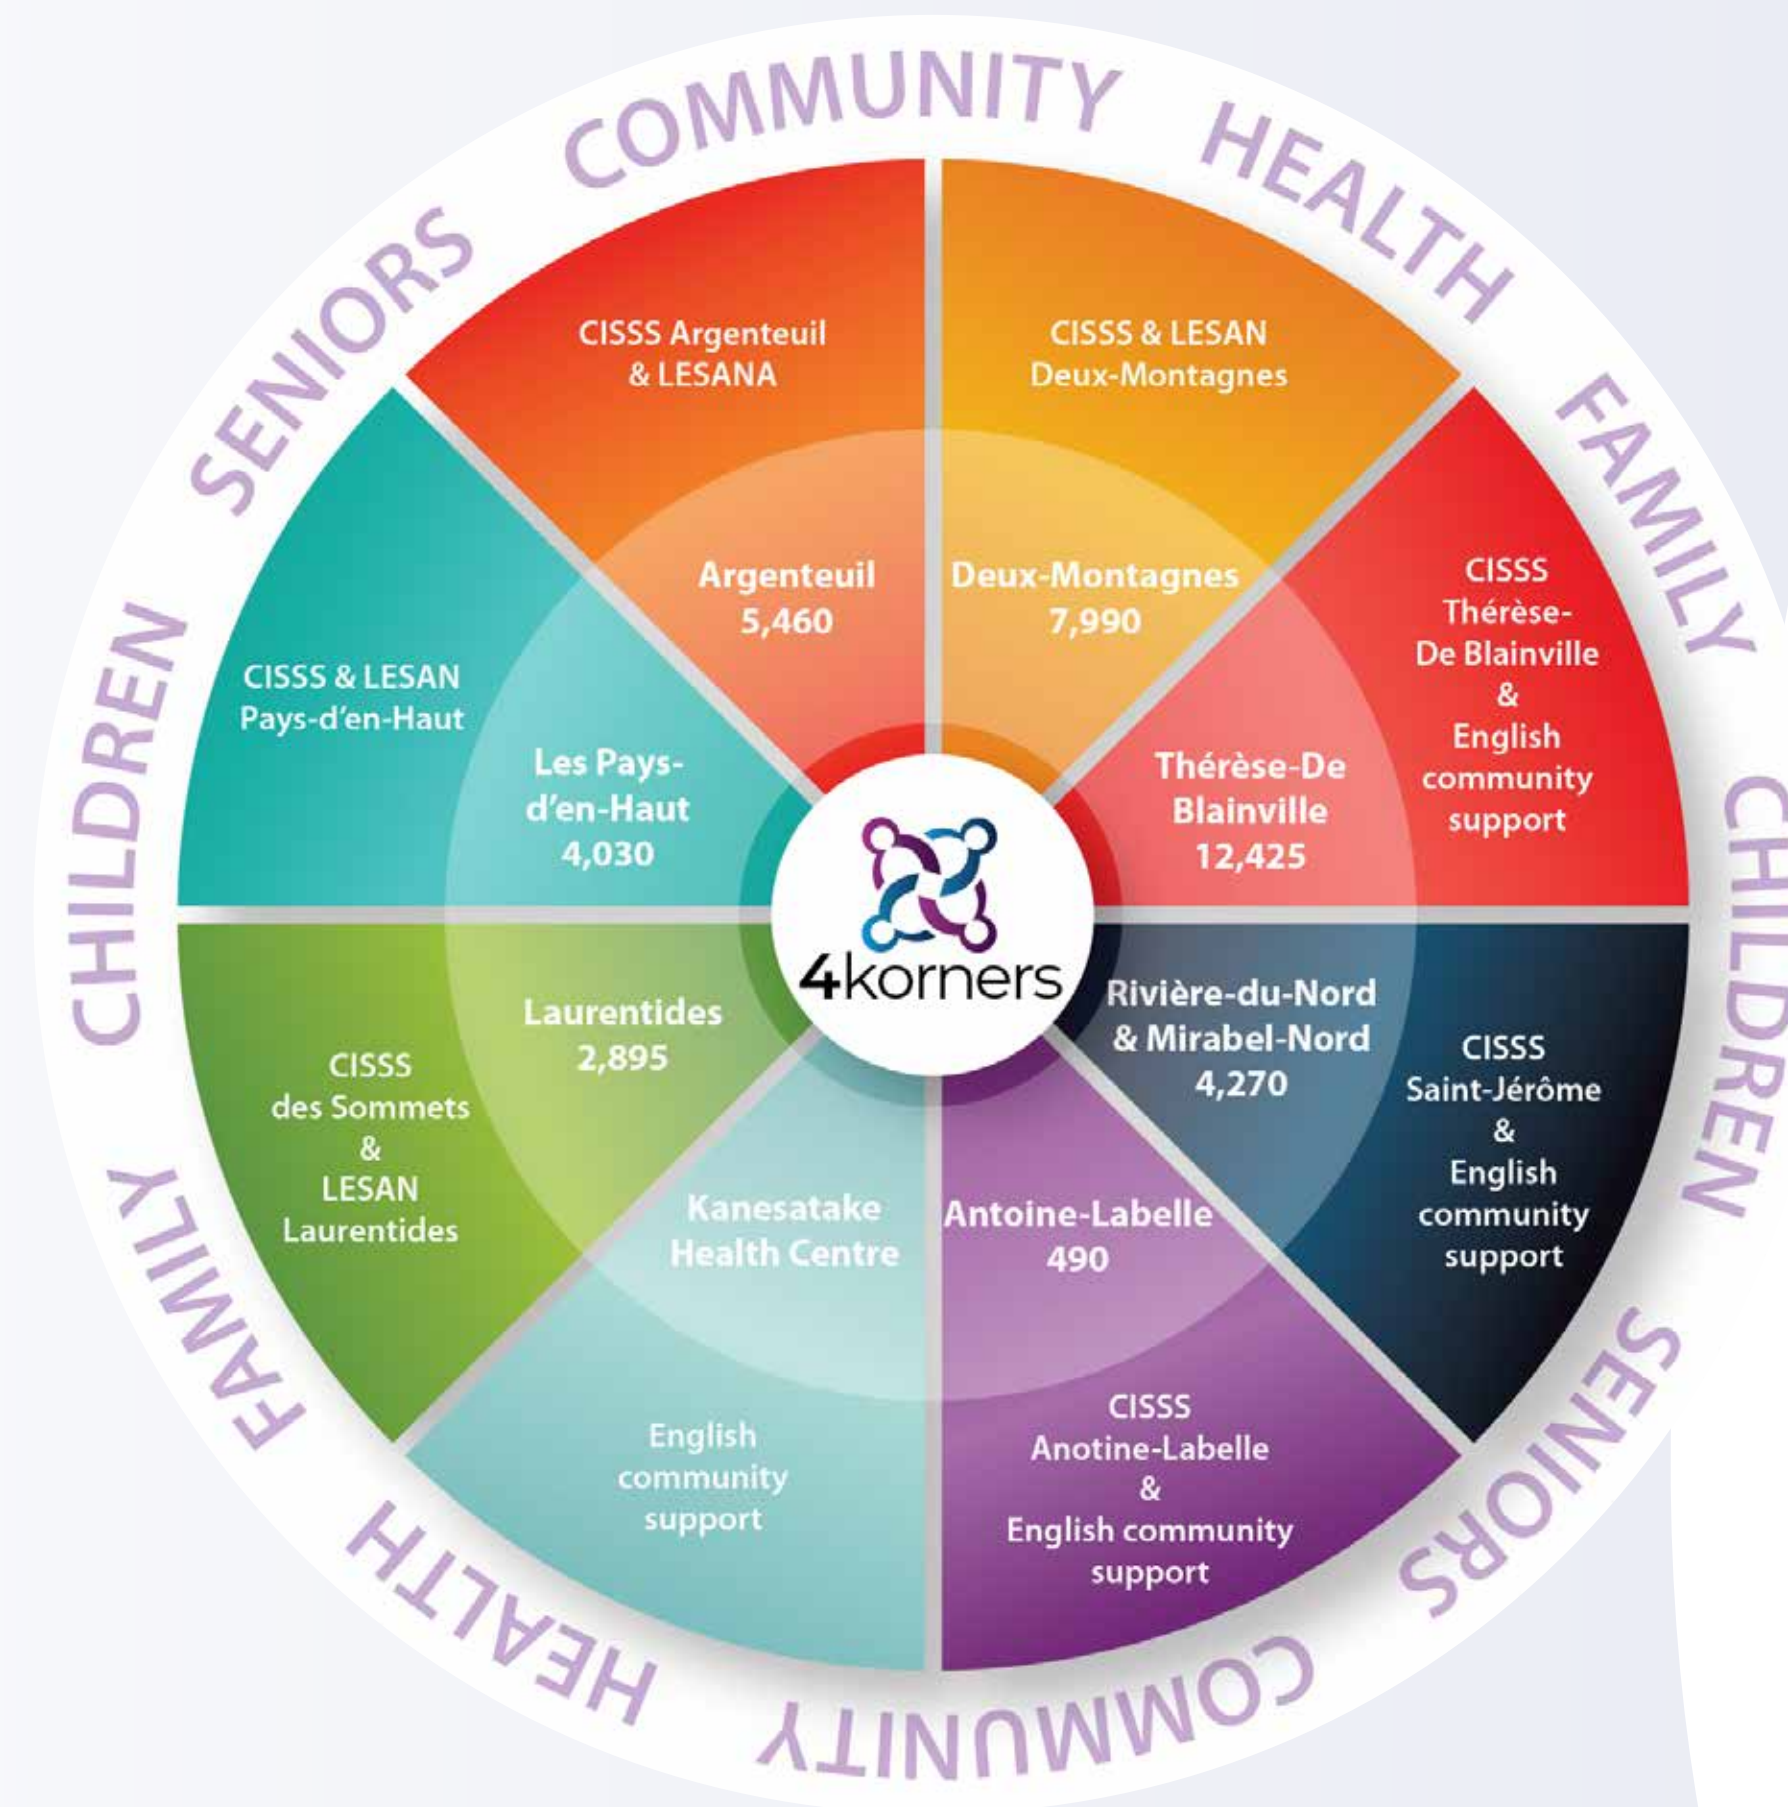 COMMUNITY
HEALTH
FAMILY
CHILDREN
SENIORS
COMMUNITY
HEALTH
FAMILY
CHILDREN
SENIORS
CISSS Argenteuil
& LESANA
Argenteuil
5,460
CISSS & LESAN
Deux-Montagnes
Deux-Montagnes
7,990
CISSS
Thérèse-
De Blainville
&
English
community
support
Thérèse-De
Blainville
12,425
Rivière-du-Nord
& Mirabel-Nord
4,270
CISSS
Saint-Jérôme
&
English
community
support
Antoine-Labelle
490
CISSS
Anotine-Labelle
&
English community
support
Kanesatake
Health Centre
English
community
support
Laurentides
2,895
CISSS
des Sommets
&
LESAN
Laurentides
CISSS & LESAN
Pays-d'en-Haut
Les Pays-
d'en-Haut
4,030
4korners